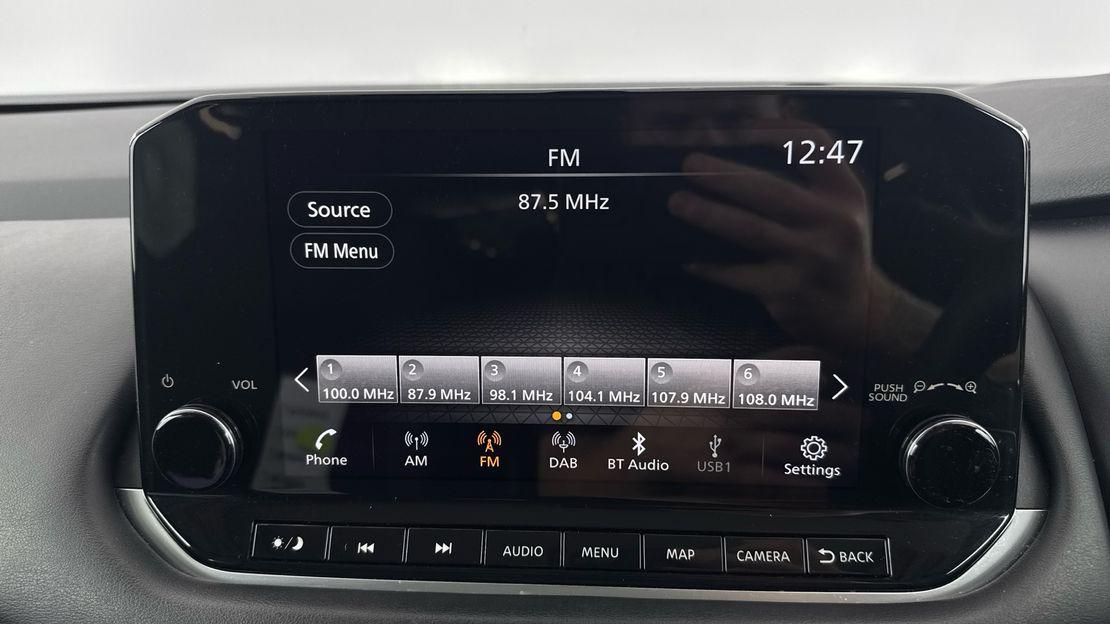 FM
12:47
87.5 MHz
Source
FM Menu
1
100.0 MHz
2
87.9 MHz
3
98.1 MHz
4
104.1 MHz
5
107.9 MHz
6
108.0 MHz
VOL
PUSH
SOUND
Phone
AM
FM
DAB
BT Audio
USB1
Settings
AUDIO
MENU
MAP
CAMERA
BACK